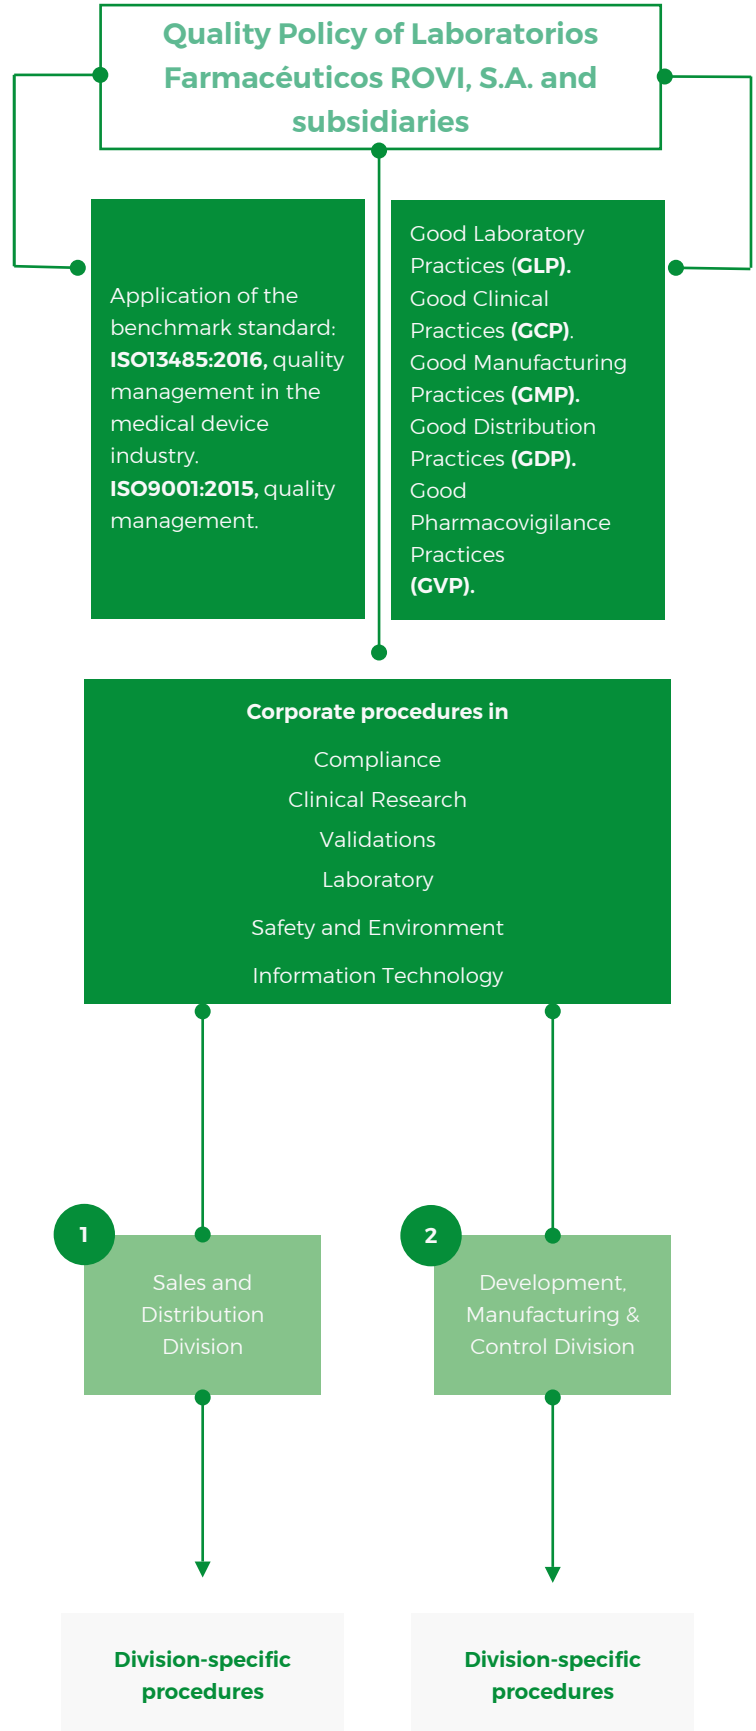 Quality Policy of Laboratorios
Farmacéuticos ROVI, S.A. and
subsidiaries
Application of the
benchmark standard:
ISO13485:2016, quality
management in the
medical device
industry.
ISO9001:2015, quality
management.
Good Laboratory
Practices (GLP).
Good Clinical
Practices (GCP).
Good Manufacturing
Practices (GMP).
Good Distribution
Practices (GDP).
Good
Pharmacovigilance
Practices
(GVP).
Corporate procedures in
Compliance
Clinical Research
Validations
Laboratory
Safety and Environment
Information Technology
1
Sales and
Distribution
Division
2
Development,
Manufacturing &
Control Division
Division-specific
procedures
Division-specific
procedures